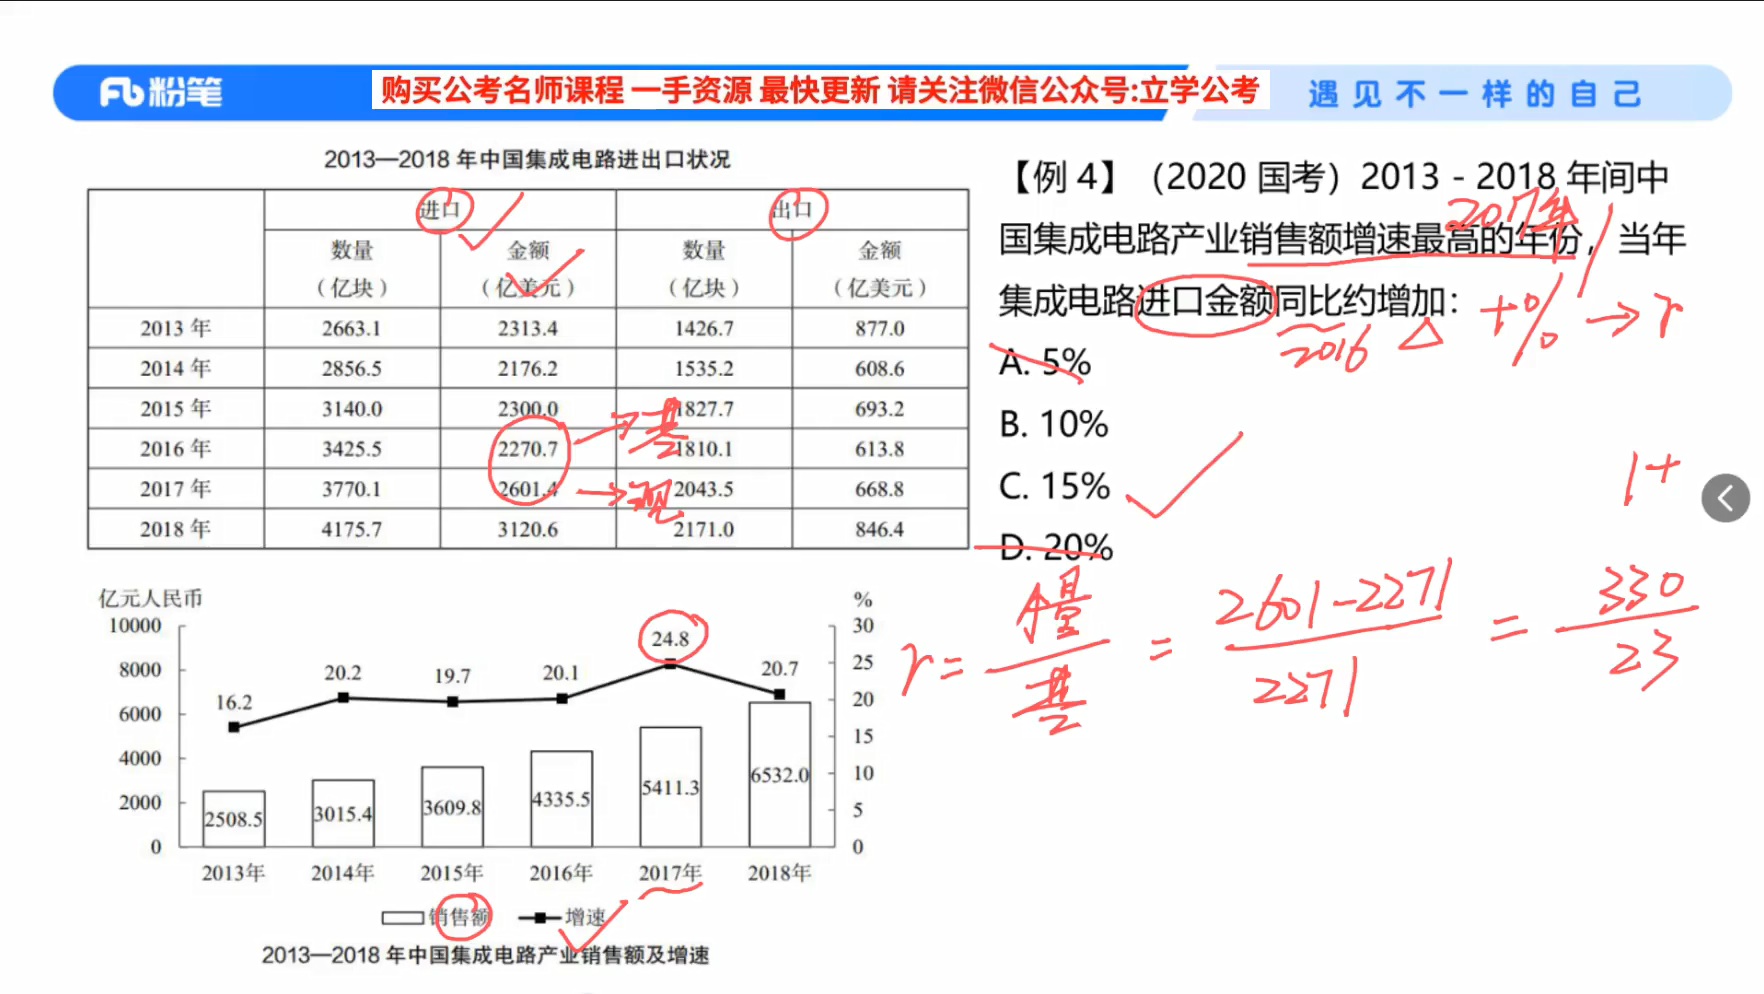 粉笔
购买公考名师课程 一手资源 最快更新 请关注微信公众号:立学公考
遇见不一样的自己
2013—2018 年中国集成电路进出口状况
进口 出口
数量 金额 数量 金额
（亿块） （亿美元） （亿块） （亿美元）
2013 年 2663.1 2313.4 1426.7 877.0
2014 年 2856.5 2176.2 1535.2 608.6
2015 年 3140.0 2300.0 1827.7 693.2
2016 年 3425.5 2270.7 1810.1 613.8
2017 年 3770.1 2601.4 2043.5 668.8
2018 年 4175.7 3120.6 2171.0 846.4
基
现
亿元人民币 %
10000 30
8000 25
6000 20
4000 15
2000 10
0 5
0
16.2 20.2 19.7 20.1 24.8 20.7
2508.5 3015.4 3609.8 4335.5 5411.3 6532.0
2013年 2014年 2015年 2016年 2017年 2018年
销售额 增速
2013—2018 年中国集成电路产业销售额及增速
【例 4】（2020 国考）2013 - 2018 年间中
2017年
国集成电路产业销售额增速最高的年份，当年
集成电路进口金额同比约增加：
2016 △ +% → r
A. 5%
B. 10%
C. 15%
D. 20%
1+
r = 增量/基 = 2601-2271/2271 = 330/23